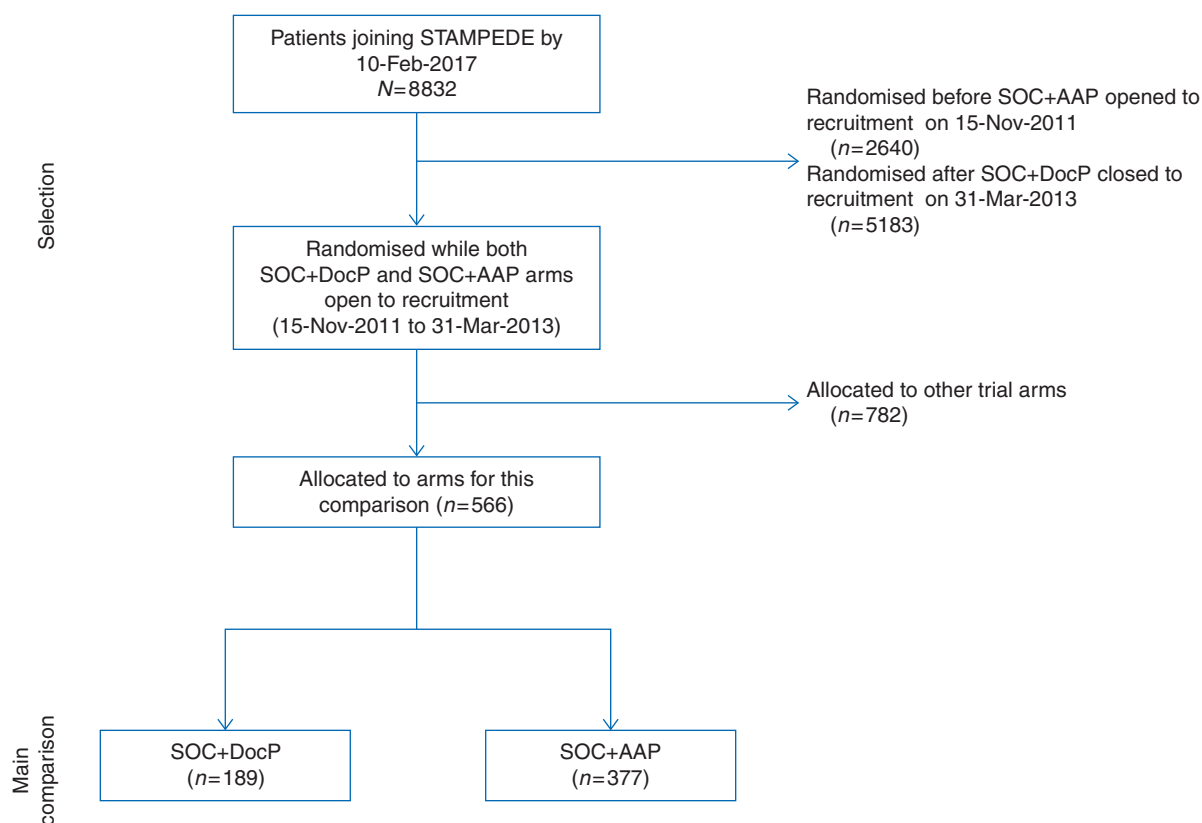 Patients joining STAMPEDE by
10-Feb-2017
N=8832
Randomised before SOC+AAP opened to
recruitment on 15-Nov-2011
(n=2640)
Randomised after SOC+DocP closed to
recruitment on 31-Mar-2013
(n=5183)
Selection
Randomised while both
SOC+DocP and SOC+AAP arms
open to recruitment
(15-Nov-2011 to 31-Mar-2013)
Allocated to other trial arms
(n=782)
Allocated to arms for this
comparison (n=566)
Main
comparison
SOC+DocP
(n=189)
SOC+AAP
(n=377)